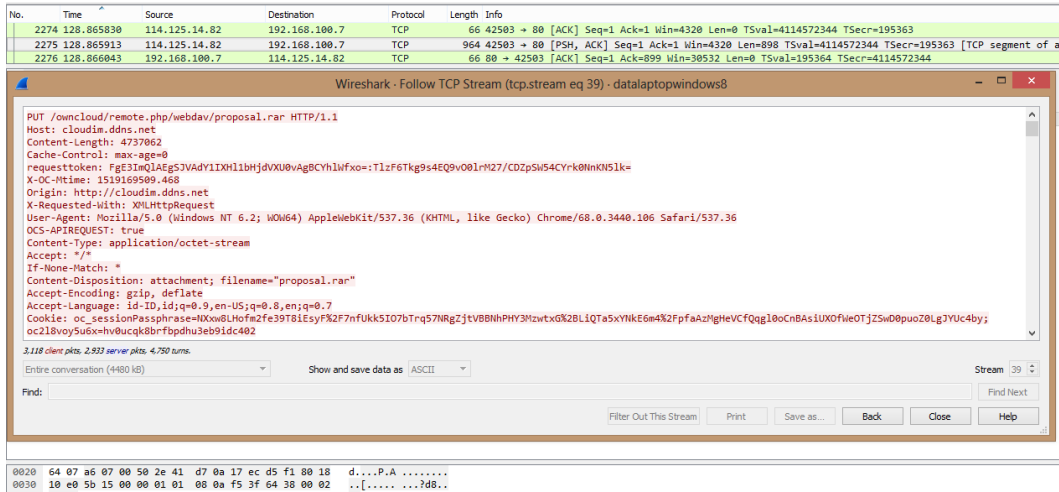 No. Time Source Destination Protocol Length Info
2274 128.865830 114.125.14.82 192.168.100.7 TCP 66 42503 → 80 [ACK] Seq=1 Ack=1 Win=4320 Len=0 TSval=4114572344 TSecr=195363
2275 128.865913 114.125.14.82 192.168.100.7 TCP 964 42503 → 80 [PSH, ACK] Seq=1 Ack=1 Win=4320 Len=898 TSval=4114572344 TSecr=195363 [TCP segment of a
2276 128.866043 192.168.100.7 114.125.14.82 TCP 66 80 → 42503 [ACK] Seq=1 Ack=899 Win=30532 Len=0 TSval=195364 TSecr=4114572344
Wireshark · Follow TCP Stream (tcp.stream eq 39) · datalaptopwindows8
PUT /owncloud/remote.php/webdav/proposal.rar HTTP/1.1
Host: cloudim.ddns.net
Content-Length: 4737062
Cache-Control: max-age=0
requesttoken: FgE3ImQlAEgSJVAdY1IXHl1bHjdVXU0vAgBCYhlWfxo=:TlzF6Tkg9s4EQ9vO0lrM27/CDZpSW54CYrk0NnKN5lk=
X-OC-Mtime: 1519169509.468
Origin: http://cloudim.ddns.net
X-Requested-With: XMLHttpRequest
User-Agent: Mozilla/5.0 (Windows NT 6.2; WOW64) AppleWebKit/537.36 (KHTML, like Gecko) Chrome/68.0.3440.106 Safari/537.36
OCS-APIREQUEST: true
Content-Type: application/octet-stream
Accept: */*
If-None-Match: *
Content-Disposition: attachment; filename="proposal.rar"
Accept-Encoding: gzip, deflate
Accept-Language: id-ID,id;q=0.9,en-US;q=0.8,en;q=0.7
Cookie: oc_sessionPassphrase=NXxw8LHofm2fe39T8iEsyF%2F7nfUkk5IO7bTrq57NRgZjtVBBNhPHY3MzwtxG%2BLiQTa5xYNkE6m4%2FpfaAzMgHeVCfQqgl0oCnBAsiUXOfWeOTjZSwD0puoZ0LgJYUc4by;
oc2l8voy5u6x=hv0ucqk8brfbpdhu3eb9idc402
3,118 client pkts, 2,933 server pkts, 4,750 turns.
Entire conversation (4480 kB) Show and save data as ASCII Stream 39
Find: Find Next
Filter Out This Stream Print Save as... Back Close Help
0020 64 07 a6 07 00 50 2e 41 d7 0a 17 ec d5 f1 80 18 d....P.A ........
0030 10 e0 5b 15 00 00 01 01 08 0a f5 3f 64 38 00 02 ..[..... ...?d8..